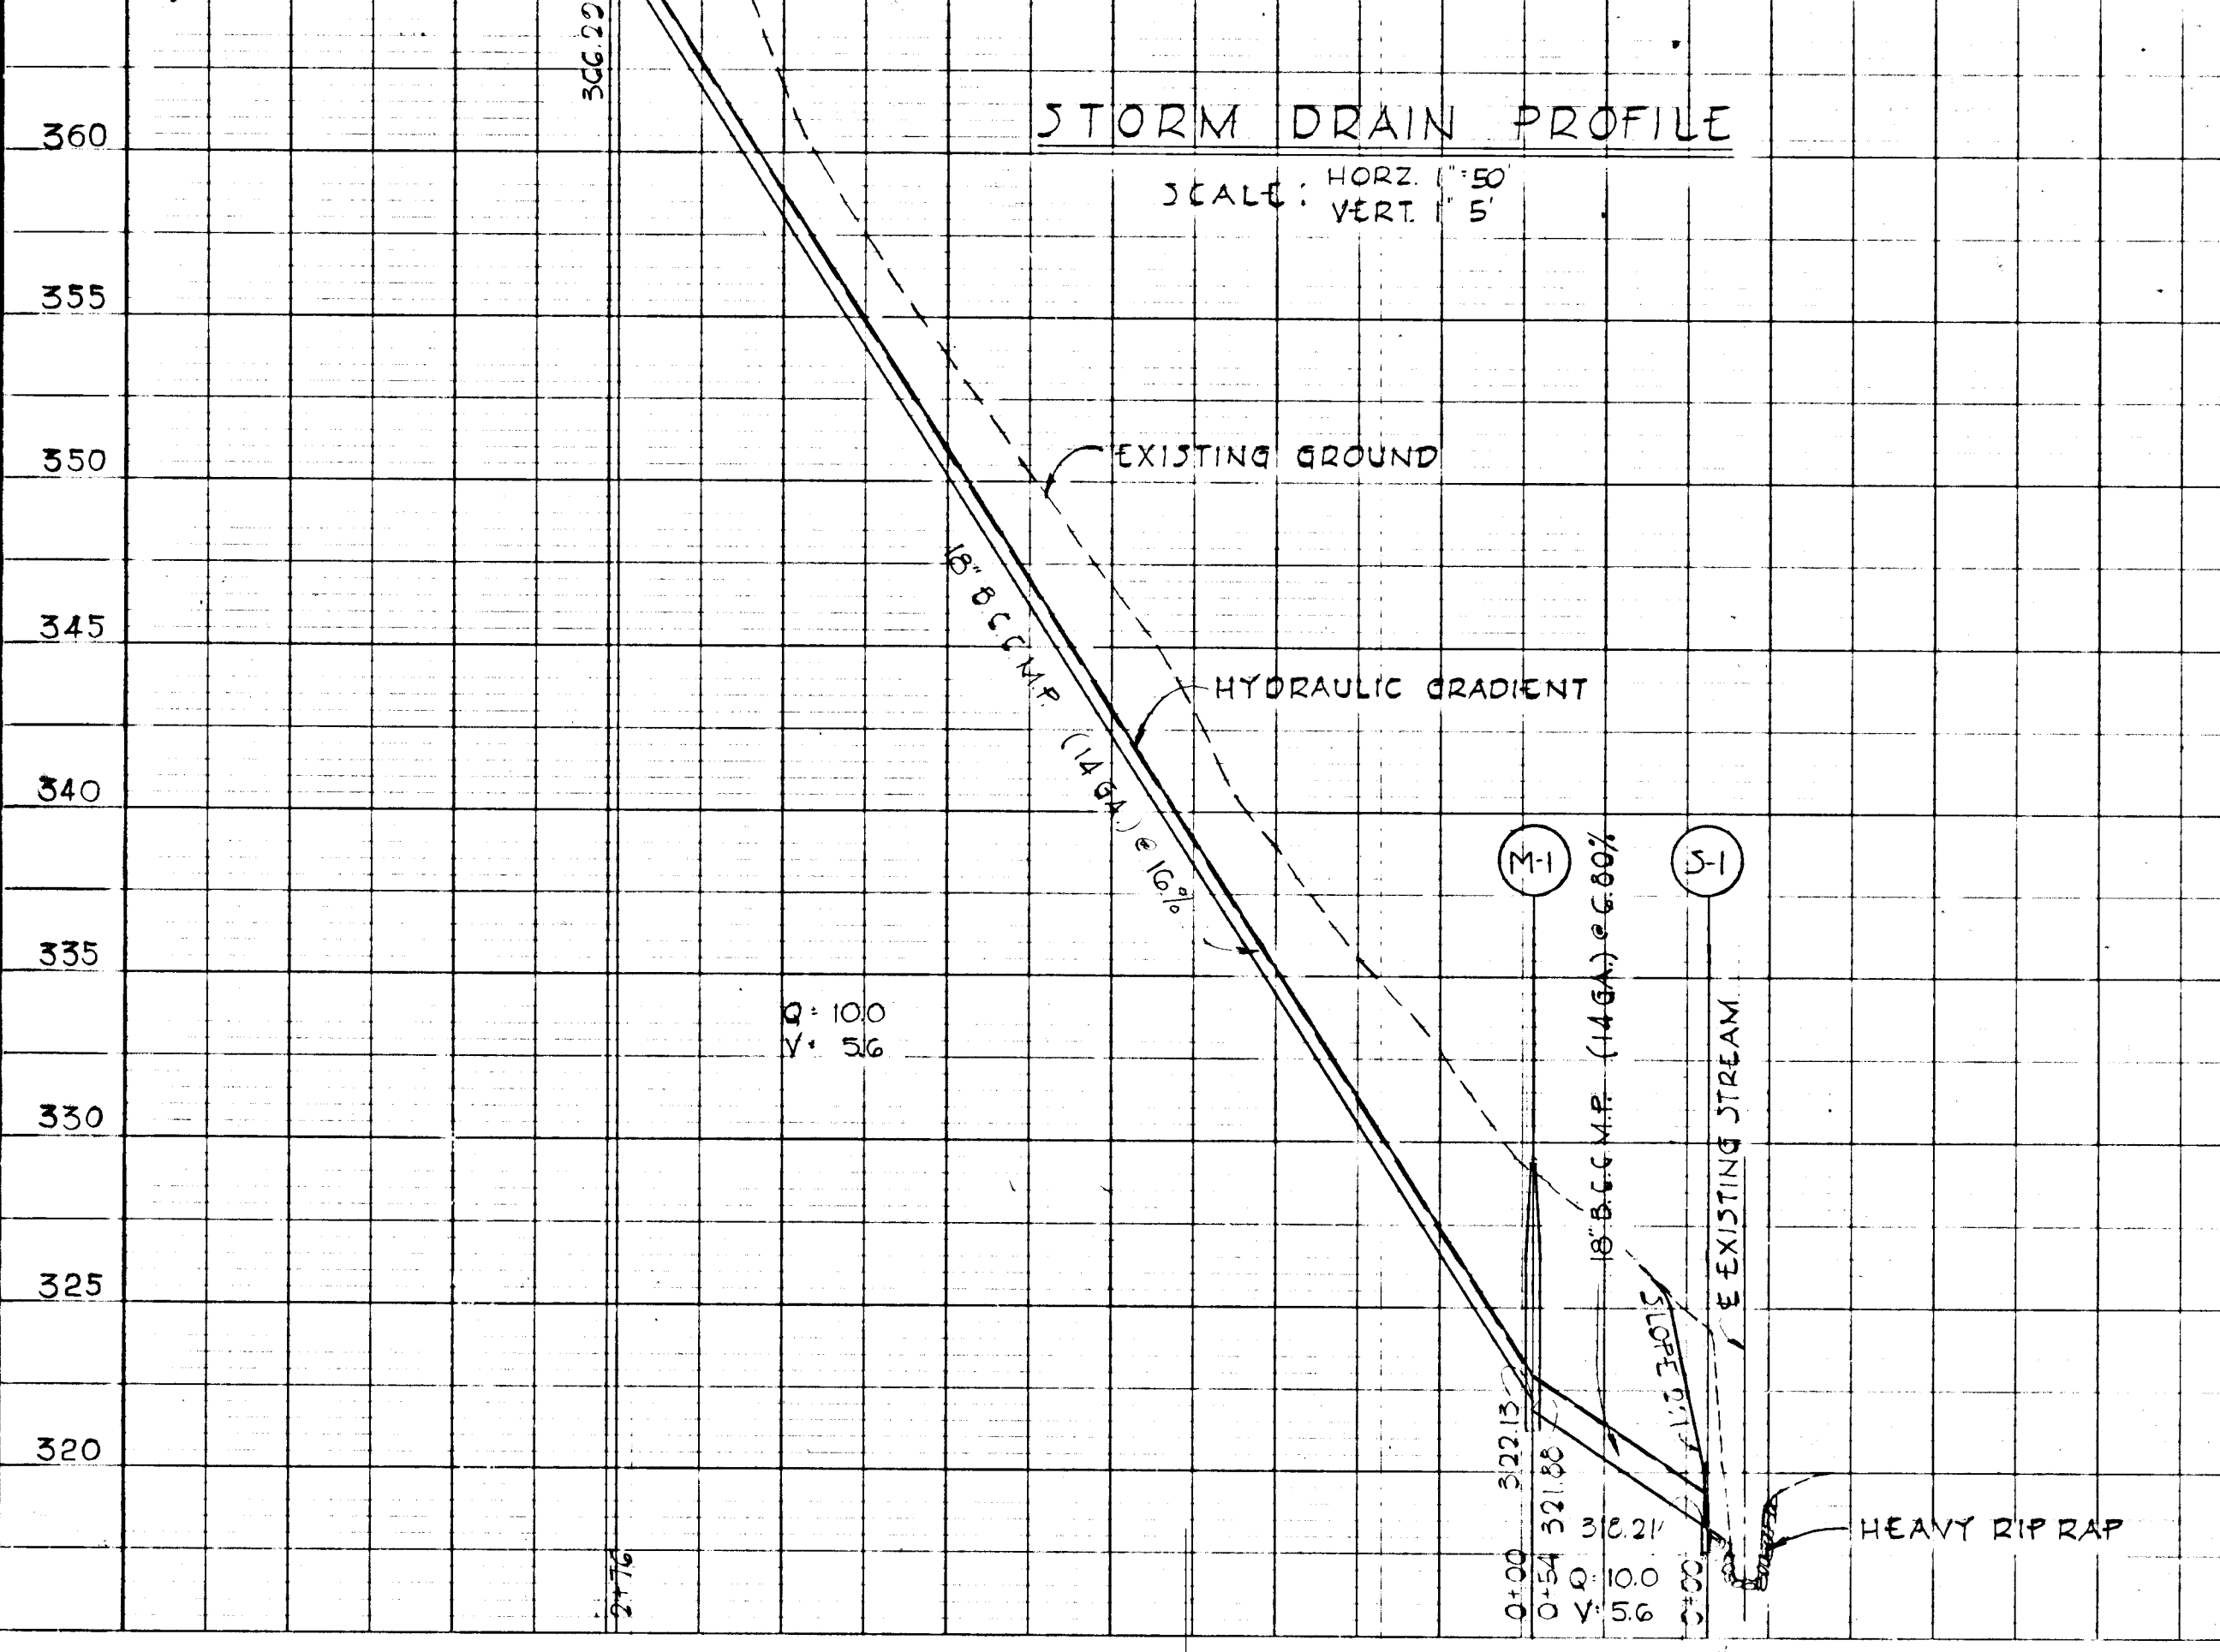 366.22
STORM DRAIN PROFILE
SCALE: HORZ. 1"=50'
VERT. 1" 5'
360
355
350
345
340
335
330
325
320
EXISTING GROUND
18" B.C.C.M.P. (14 GA.) @ 16.%
HYDRAULIC GRADIENT
M-1
S-1
18" B.C.C.M.P. (14 GA.) @ 6.80%
Q= 10.0
V= 5.6
℄ EXISTING STREAM
SLOPE 2:1
322.13
321.88
318.21
HEAVY RIP RAP
2+76
0+00
0+54
Q= 10.0
V= 5.6
0+00